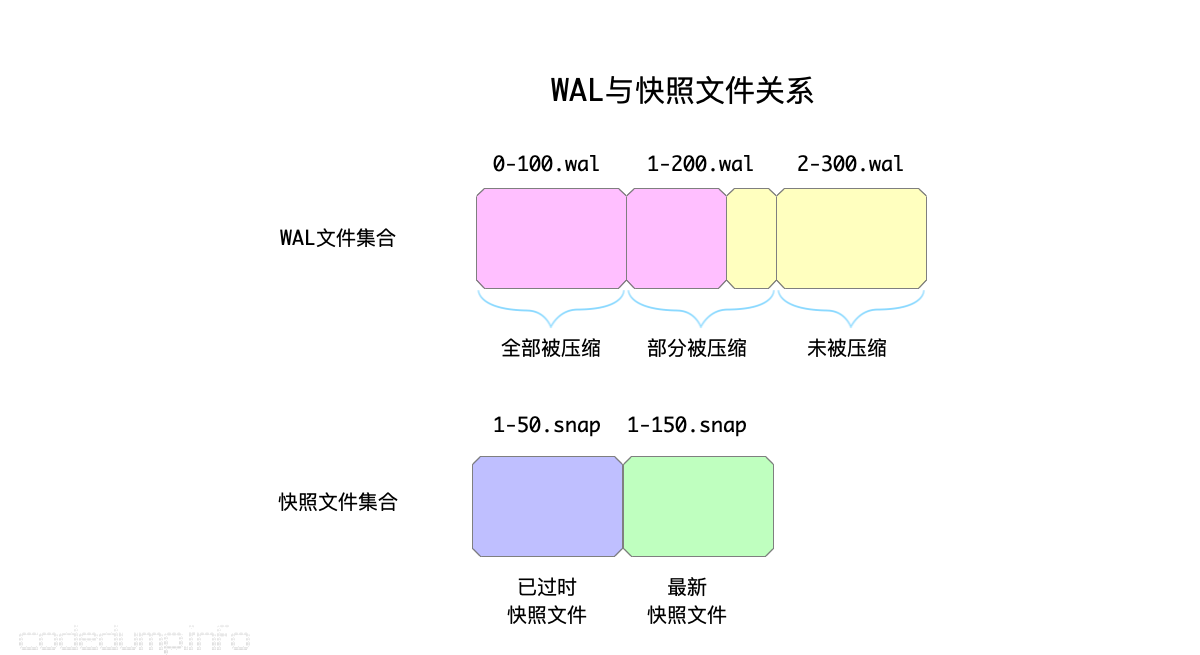 WAL与快照文件关系
0-100.wal 1-200.wal 2-300.wal
WAL文件集合
全部被压缩 部分被压缩 未被压缩
1-50.snap 1-150.snap
快照文件集合
已过时 最新
快照文件 快照文件
codedump.info